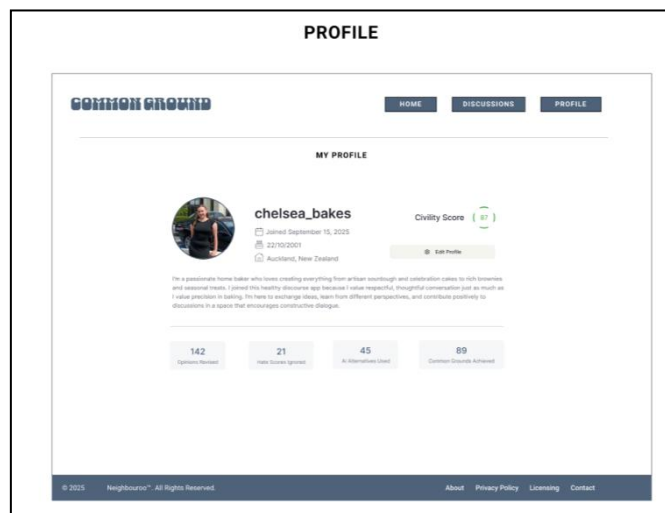 PROFILE
COMMON GROUND
HOME DISCUSSIONS PROFILE
MY PROFILE
chelsea_bakes
Joined September 15, 2025
22/10/2001
Auckland, New Zealand
Civility Score 87
Edit Profile
I'm a passionate home baker who loves creating everything from artisan sourdough and celebration cakes to rich brownies
and seasonal treats. I joined this healthy discourse app because I value respectful, thoughtful conversation just as much as
I value precision in baking. I'm here to exchange ideas, learn from different perspectives, and contribute positively to
discussions in a space that encourages constructive dialogue.
142 21 45 89
Opinions Revised Hate Scores Ignored AI Alternatives Used Common Grounds Achieved
© 2025 Neighbouroo™. All Rights Reserved. About Privacy Policy Licensing Contact